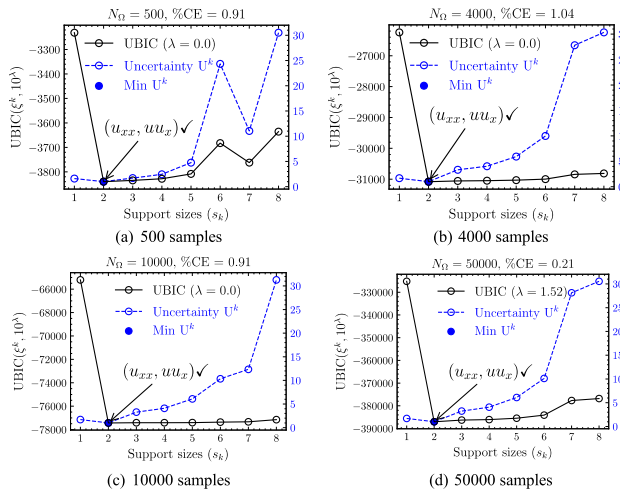 N_Ω = 500, %CE = 0.91
UBIC(ξ^k, 10^λ)
−3300
−3400
−3500
−3600
−3700
−3800
UBIC (λ = 0.0)
Uncertainty U^k
Min U^k
(u_xx, uu_x)✓
30
25
20
15
10
5
0
1 2 3 4 5 6 7 8
Support sizes (s_k)
(a) 500 samples
N_Ω = 4000, %CE = 1.04
UBIC(ξ^k, 10^λ)
−26000
−27000
−28000
−29000
−30000
−31000
UBIC (λ = 0.0)
Uncertainty U^k
Min U^k
(u_xx, uu_x)✓
1 2 3 4 5 6 7 8
Support sizes (s_k)
(b) 4000 samples
N_Ω = 10000, %CE = 0.91
UBIC(ξ^k, 10^λ)
−66000
−68000
−70000
−72000
−74000
−76000
−78000
UBIC (λ = 0.0)
Uncertainty U^k
Min U^k
(u_xx, uu_x)✓
30
25
20
15
10
5
0
1 2 3 4 5 6 7 8
Support sizes (s_k)
(c) 10000 samples
N_Ω = 50000, %CE = 0.21
UBIC(ξ^k, 10^λ)
−330000
−340000
−350000
−360000
−370000
−380000
−390000
UBIC (λ = 1.52)
Uncertainty U^k
Min U^k
(u_xx, uu_x)✓
30
25
20
15
10
5
0
1 2 3 4 5 6 7 8
Support sizes (s_k)
(d) 50000 samples